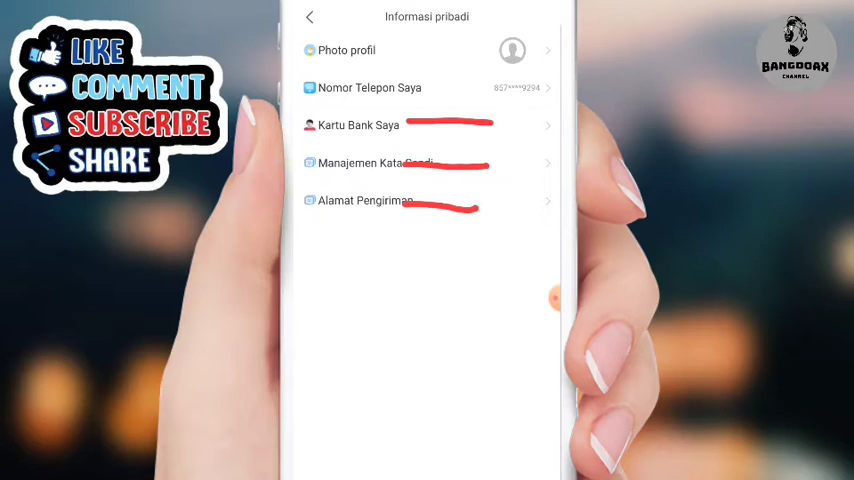 LIKE
COMMENT
SUBSCRIBE
SHARE
Informasi pribadi
Photo profil
Nomor Telepon Saya
857****9294
Kartu Bank Saya
Manajemen Kata Sandi
Alamat Pengiriman
BANGDOAX
CHANNEL